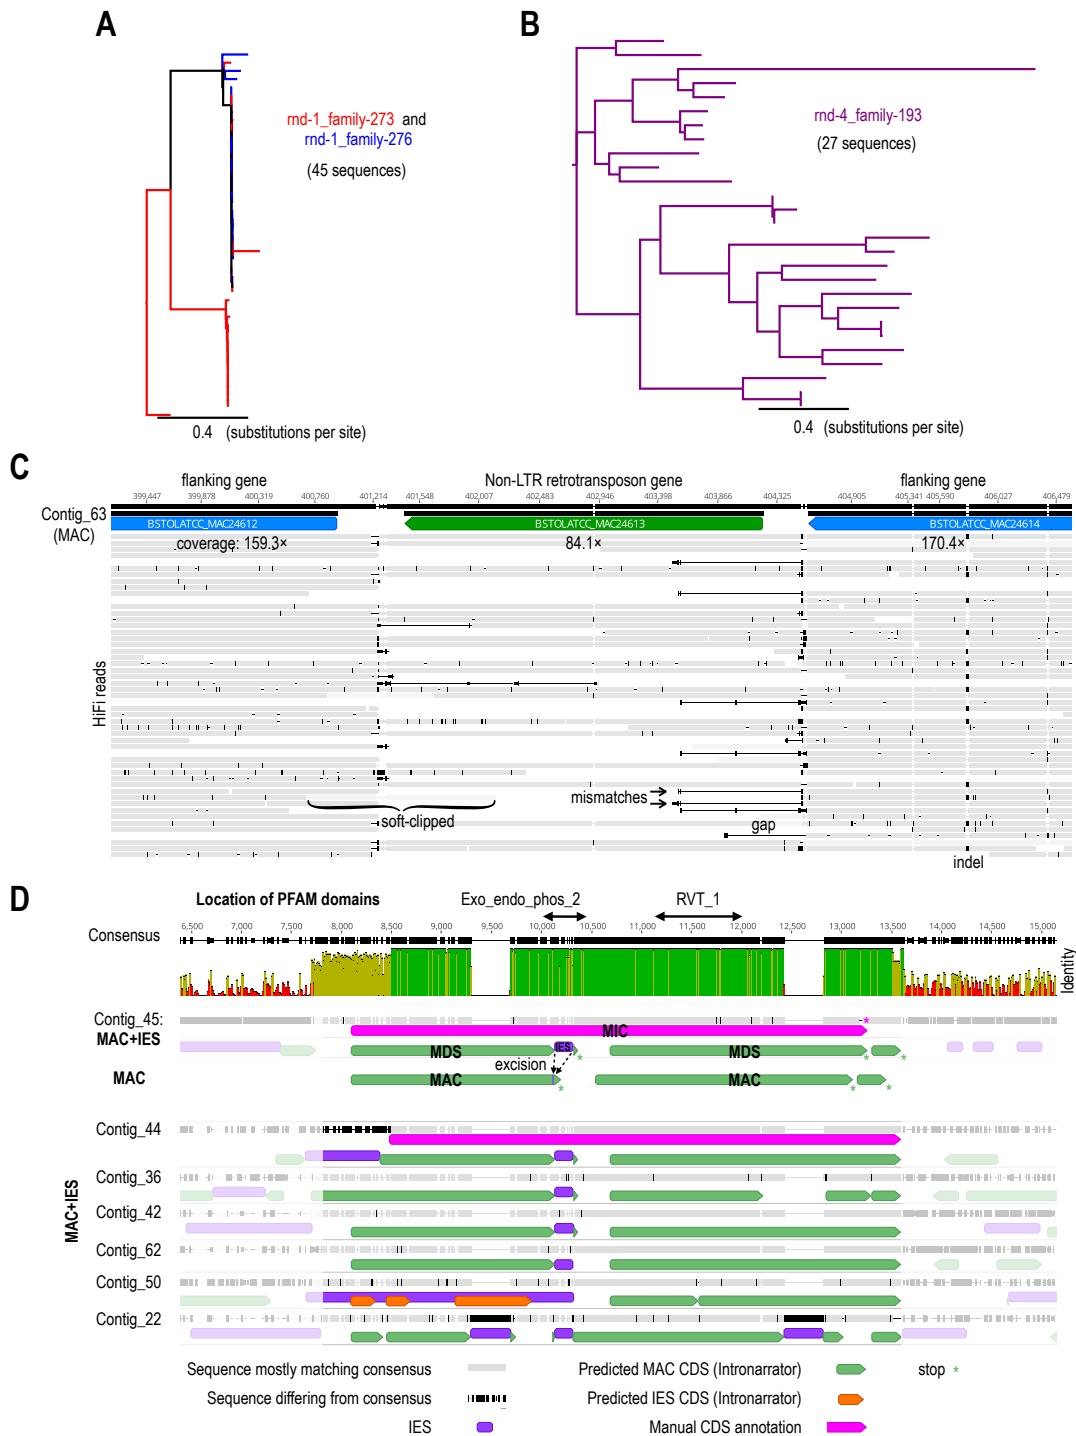 A
B
rnd-1_family-273 and
rnd-1_family-276
(45 sequences)
rnd-4_family-193
(27 sequences)
0.4 (substitutions per site)
0.4 (substitutions per site)
C
flanking gene
Non-LTR retrotransposon gene
flanking gene
399,447 399,878 400,319 400,760 401,214 401,548 402,007 402,483 402,946 403,398 403,866 404,325 404,905 405,341 405,590 406,027 406,479
Contig_63
(MAC)
BSTOLATCC_MAC24612
BSTOLATCC_MAC24613
BSTOLATCC_MAC24614
coverage: 159.3×
84.1×
170.4×
HiFi reads
mismatches
soft-clipped
gap
indel
D
Location of PFAM domains
Exo_endo_phos_2
RVT_1
6,500 7,000 7,500 8,000 8,500 9,000 9,500 10,000 10,500 11,000 11,500 12,000 12,500 13,000 13,500 14,000 14,500 15,000
Consensus
Identity
Contig_45:
MAC+IES
MIC
*
MDS
IES
MDS
* * *
excision
MAC
MAC
MAC
* * *
MAC+IES
Contig_44
Contig_36
Contig_42
Contig_62
Contig_50
Contig_22
Sequence mostly matching consensus
Predicted MAC CDS (Intronarrator)
stop *
Sequence differing from consensus
Predicted IES CDS (Intronarrator)
IES
Manual CDS annotation